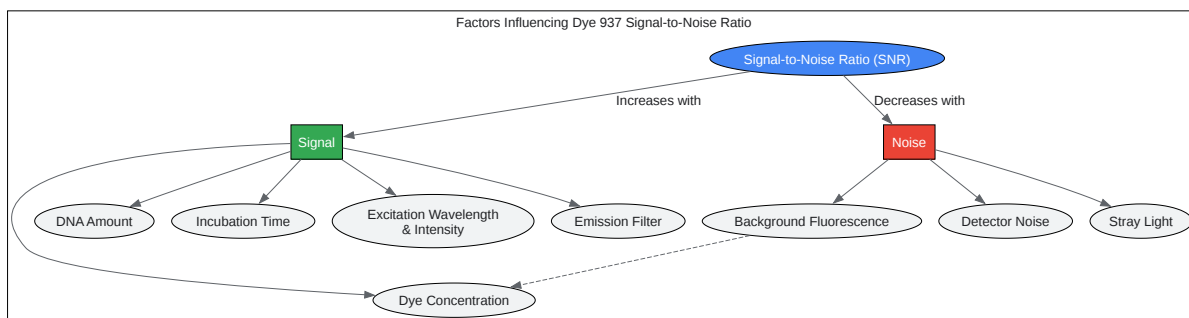 Factors Influencing Dye 937 Signal-to-Noise Ratio
Signal-to-Noise Ratio (SNR)
Increases with
Decreases with
Signal
Noise
DNA Amount
Incubation Time
Excitation Wavelength
& Intensity
Emission Filter
Background Fluorescence
Detector Noise
Stray Light
Dye Concentration